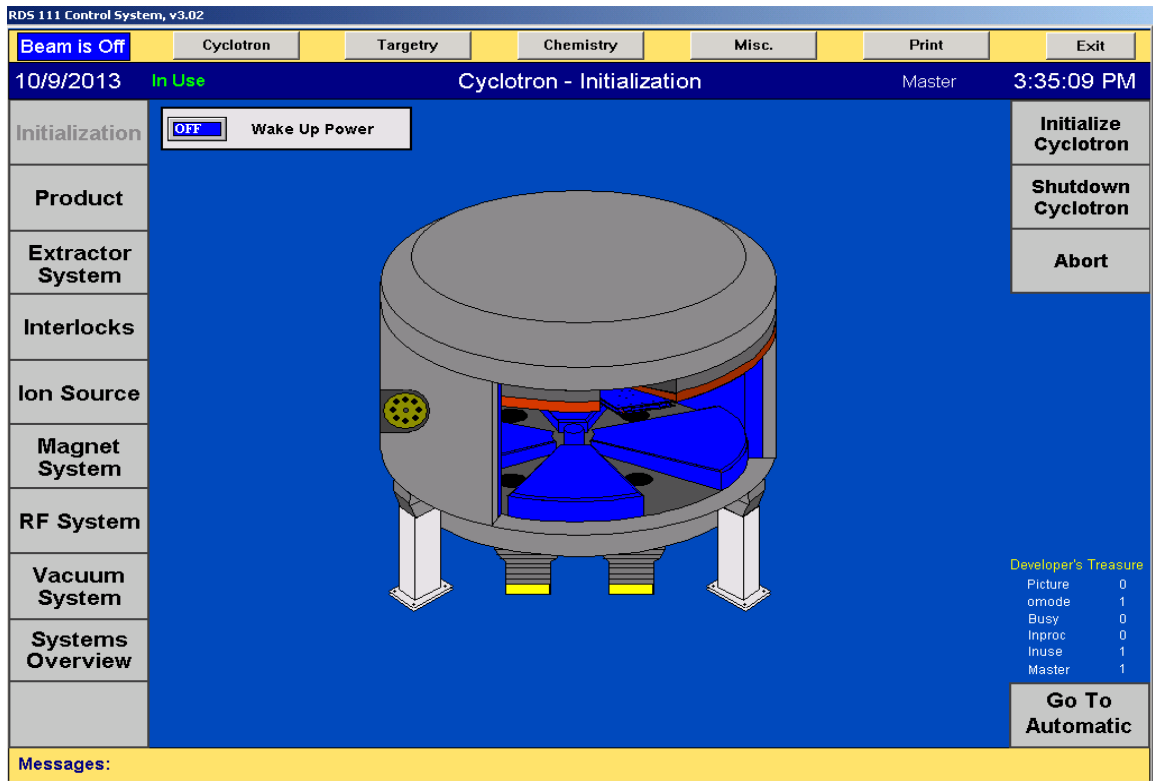 RDS 111 Control System, v3.02
Beam is Off
Cyclotron
Targetry
Chemistry
Misc.
Print
Exit
10/9/2013
In Use
Cyclotron - Initialization
Master
3:35:09 PM
Initialization
Product
Extractor
System
Interlocks
Ion Source
Magnet
System
RF System
Vacuum
System
Systems
Overview
OFF
Wake Up Power
Initialize
Cyclotron
Shutdown
Cyclotron
Abort
Developer's Treasure
Picture 0
omode 1
Busy 0
Inproc 0
Inuse 1
Master 1
Go To
Automatic
Messages: